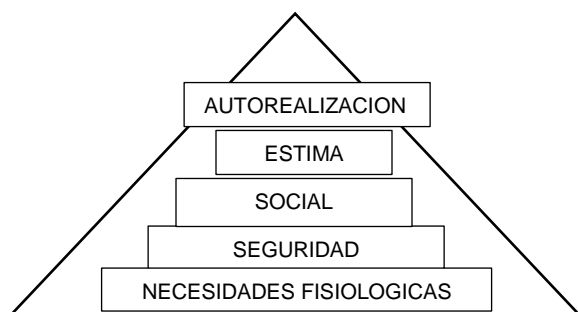 AUTOREALIZACION
ESTIMA
SOCIAL
SEGURIDAD
NECESIDADES FISIOLOGICAS